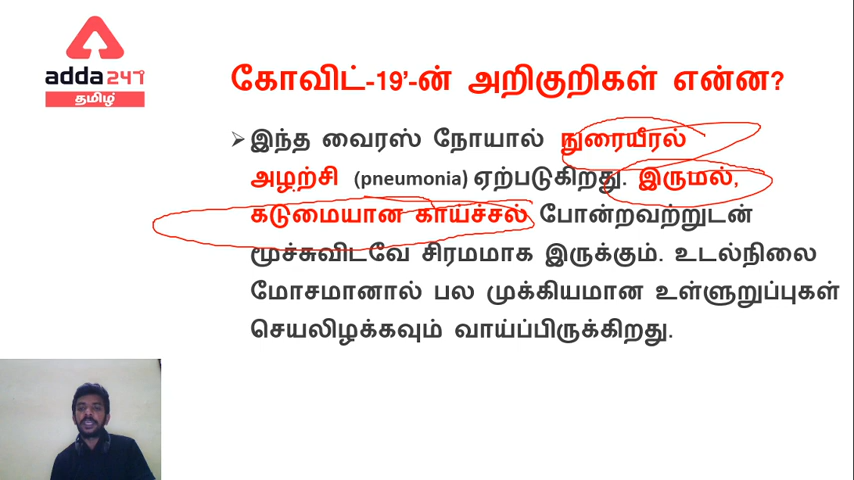 adda247
தமிழ்
கோவிட்-19'-ன் அறிகுறிகள் என்ன?
➢ இந்த வைரஸ் நோயால் நுரையீரல்
அழற்சி (pneumonia) ஏற்படுகிறது. இருமல்,
கடுமையான காய்ச்சல் போன்றவற்றுடன்
மூச்சுவிடவே சிரமமாக இருக்கும். உடல்நிலை
மோசமானால் பல முக்கியமான உள்ளுறுப்புகள்
செயலிழக்கவும் வாய்ப்பிருக்கிறது.